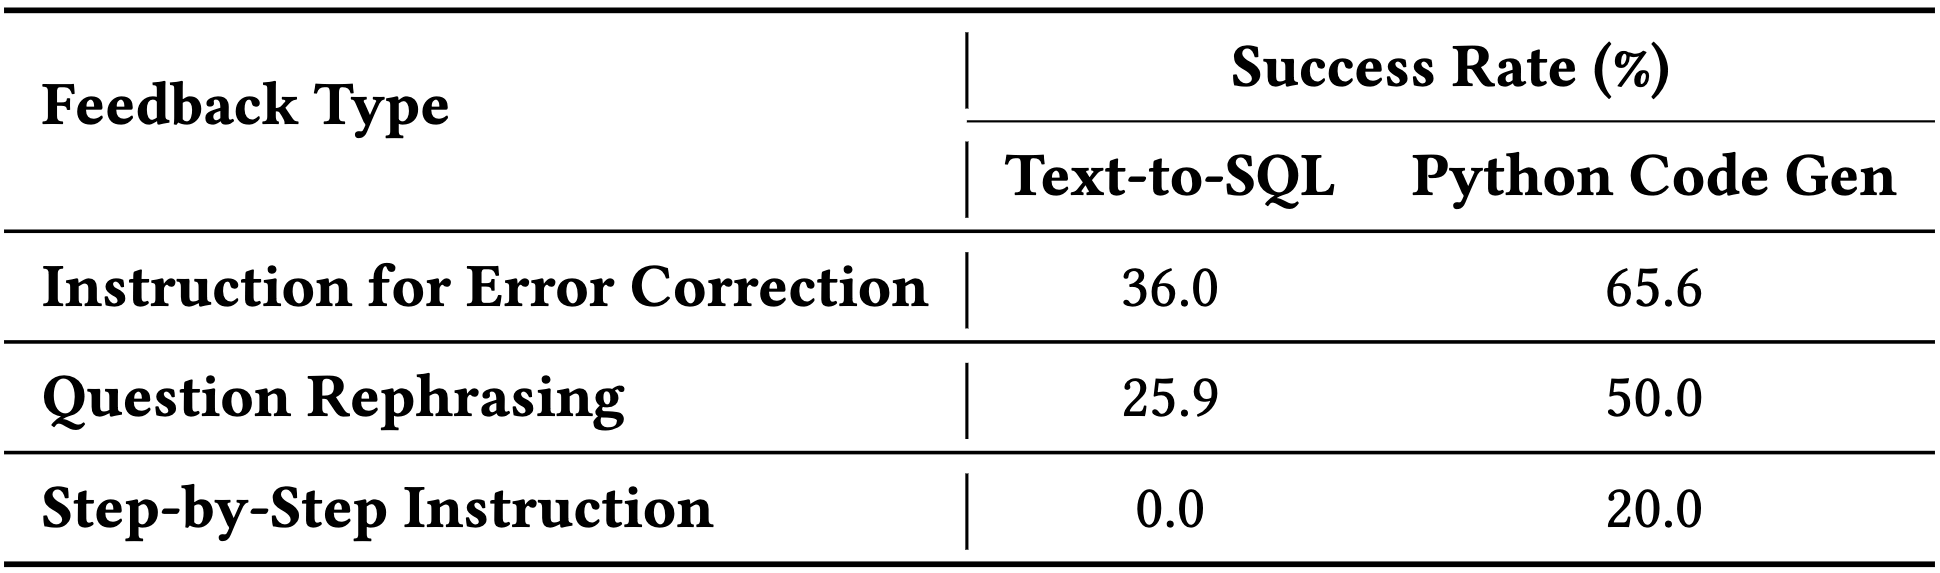 Feedback Type Success Rate (%)
Text-to-SQL Python Code Gen
Instruction for Error Correction 36.0 65.6
Question Rephrasing 25.9 50.0
Step-by-Step Instruction 0.0 20.0